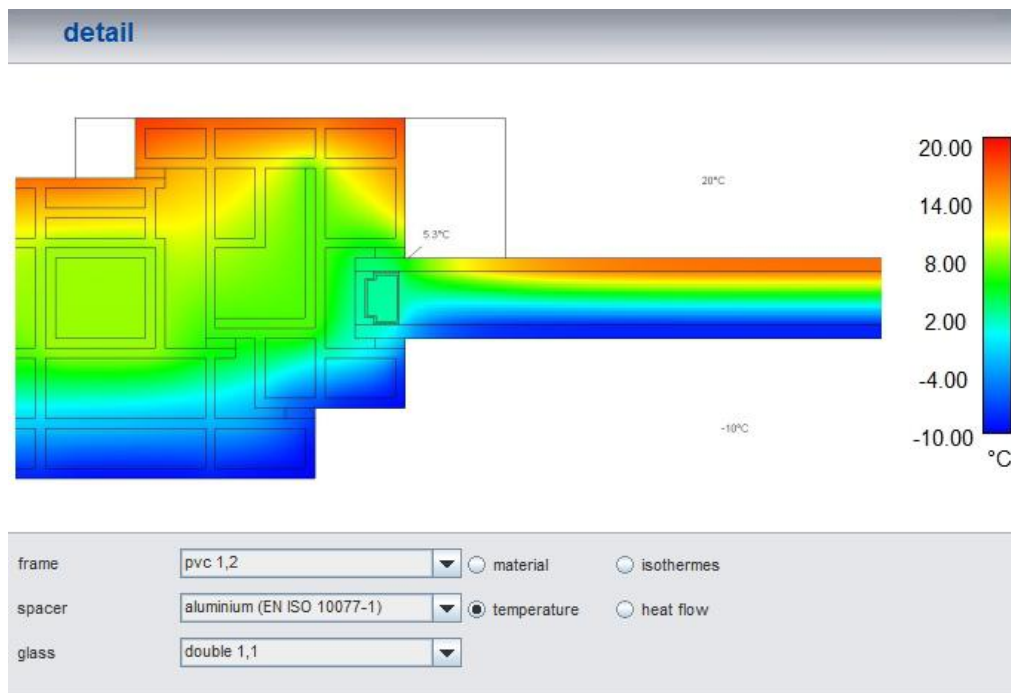 detail
20.00
20°C
14.00
5.3°C
8.00
2.00
-4.00
-10°C
-10.00
°C
frame
pvc 1,2
material
isothermes
spacer
aluminium (EN ISO 10077-1)
temperature
heat flow
glass
double 1,1